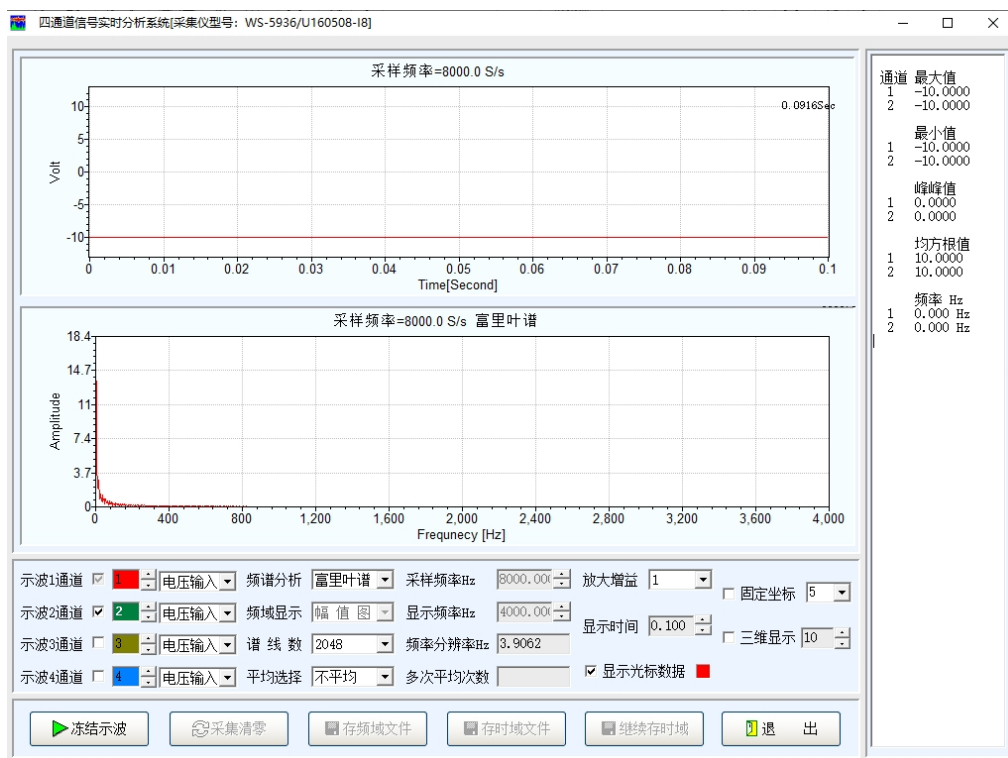 四通道信号实时分析系统[采集仪型号：WS-5936/U160508-I8]
采样频率=8000.0 S/s
0.0916Sec
Volt
10
5
0
-5
-10
0 0.01 0.02 0.03 0.04 0.05 0.06 0.07 0.08 0.09 0.1
Time[Second]
采样频率=8000.0 S/s 富里叶谱
Amplitude
18.4
14.7
11
7.4
3.7
0
0 400 800 1,200 1,600 2,000 2,400 2,800 3,200 3,600 4,000
Frequnecy [Hz]
通道 最大值
1 -10.0000
2 -10.0000
最小值
1 -10.0000
2 -10.0000
峰峰值
1 0.0000
2 0.0000
均方根值
1 10.0000
2 10.0000
频率 Hz
1 0.000 Hz
2 0.000 Hz
示波1通道 1 电压输入 频谱分析 富里叶谱 采样频率Hz 8000.00 放大增益 1 固定坐标 5
示波2通道 2 电压输入 频域显示 幅 值 图 显示频率Hz 4000.00 显示时间 0.100
示波3通道 3 电压输入 谱 线 数 2048 频率分辨率Hz 3.9062 三维显示 10
示波4通道 4 电压输入 平均选择 不平均 多次平均次数 显示光标数据
冻结示波 采集清零 存频域文件 存时域文件 继续存时域 退 出